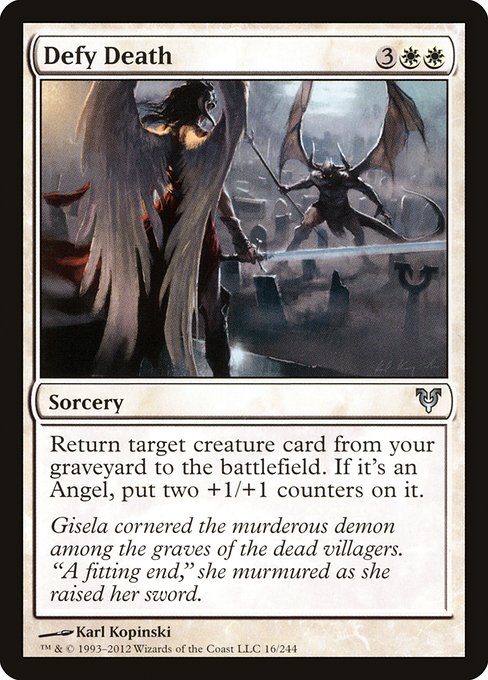 Defy Death 3
Sorcery
Return target creature card from your
graveyard to the battlefield. If it's an
Angel, put two +1/+1 counters on it.
Gisela cornered the murderous demon
among the graves of the dead villagers.
“A fitting end,” she murmured as she
raised her sword.
Karl Kopinski
™ & © 1993–2012 Wizards of the Coast LLC 16/244